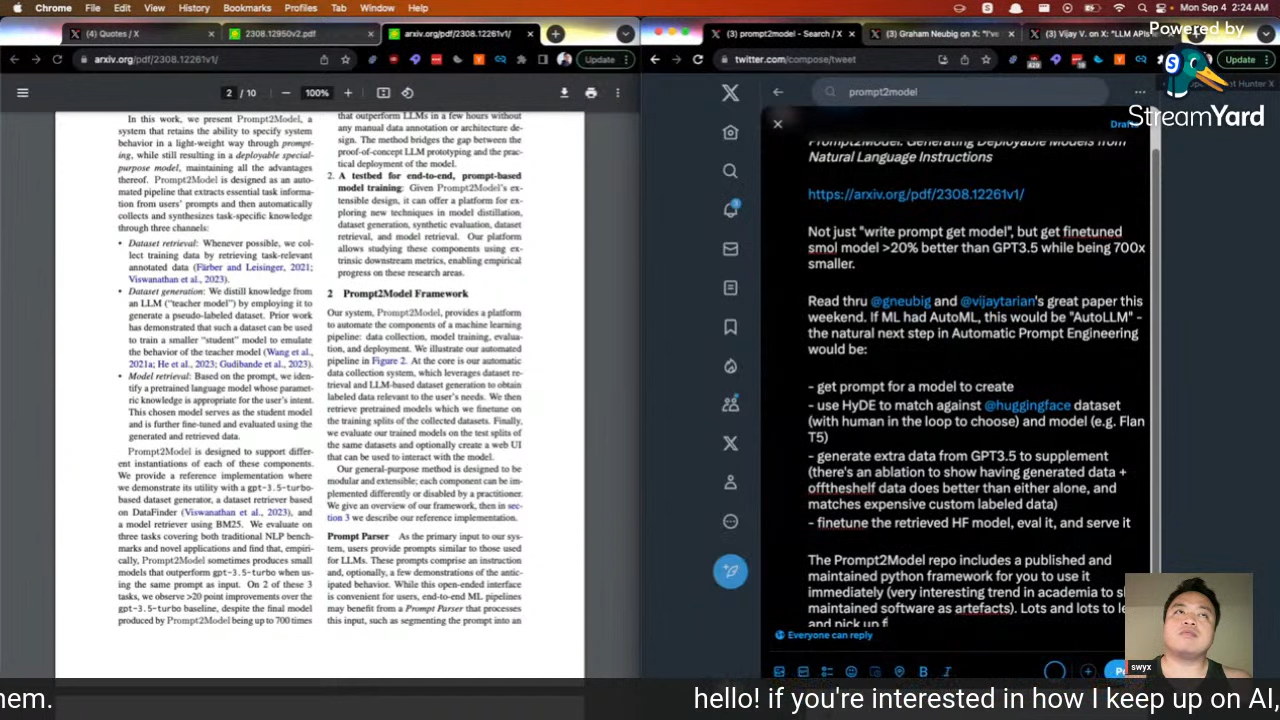 Chrome File Edit View History Bookmarks Profiles Tab Window Help
Mon Sep 4 2:24 AM
(4) Quotes / X
2308.12950v2.pdf
arxiv.org/pdf/2308.12261v1/
arxiv.org/pdf/2308.12261v1/
Update
2 / 10
100%
In this work, we present Prompt2Model, a
system that retains the ability to specify system
behavior in a light-weight way through prompt-
ing, while still resulting in a deployable special-
purpose model, maintaining all the advantages
thereof. Prompt2Model is designed as an auto-
mated pipeline that extracts essential task informa-
tion from users' prompts and then automatically
collects and synthesizes task-specific knowledge
through three channels:
• Dataset retrieval: Whenever possible, we col-
lect training data by retrieving task-relevant
annotated data (Färber and Leisinger, 2021;
Viswanathan et al., 2023).
• Dataset generation: We distill knowledge from
an LLM ("teacher model") by employing it to
generate a pseudo-labeled dataset. Prior work
has demonstrated that such a dataset can be used
to train a smaller "student" model to emulate
the behavior of the teacher model (Wang et al.,
2021a; He et al., 2023; Gudibande et al., 2023).
• Model retrieval: Based on the prompt, we iden-
tify a pretrained language model whose paramet-
ric knowledge is appropriate for the user's intent.
This chosen model serves as the student model
and is further fine-tuned and evaluated using the
generated and retrieved data.
Prompt2Model is designed to support differ-
ent instantiations of each of these components.
We provide a reference implementation where
we demonstrate its utility with a gpt-3.5-turbo-
based dataset generator, a dataset retriever based
on DataFinder (Viswanathan et al., 2023), and
a model retriever using BM25. We evaluate on
three tasks covering both traditional NLP bench-
marks and novel applications and find that, empiri-
cally, Prompt2Model sometimes produces small
models that outperform gpt-3.5-turbo when us-
ing the same prompt as input. On 2 of these 3
tasks, we observe >20 point improvements over the
gpt-3.5-turbo baseline, despite the final model
produced by Prompt2Model being up to 700 times
that outperform LLMs in a few hours without
any manual data annotation or architecture de-
sign. The method bridges the gap between the
proof-of-concept LLM prototyping and the prac-
tical deployment of the model.
2. A testbed for end-to-end, prompt-based
model training: Given Prompt2Model's ex-
tensible design, it can offer a platform for ex-
ploring new techniques in model distillation,
dataset generation, synthetic evaluation, dataset
retrieval, and model retrieval. Our platform
allows studying these components using ex-
trinsic downstream metrics, enabling empirical
progress on these research areas.
2 Prompt2Model Framework
Our system, Prompt2Model, provides a platform
to automate the components of a machine learning
pipeline: data collection, model training, evalua-
tion, and deployment. We illustrate our automated
pipeline in Figure 2. At the core is our automatic
data collection system, which leverages dataset re-
trieval and LLM-based dataset generation to obtain
labeled data relevant to the user's needs. We then
retrieve pretrained models which we finetune on
the training splits of the collected datasets. Finally,
we evaluate our trained models on the test splits of
the same datasets and optionally create a web UI
that can be used to interact with the model.
Our general-purpose method is designed to be
modular and extensible; each component can be im-
plemented differently or disabled by a practitioner.
We give an overview of our framework, then in sec-
tion 3 we describe our reference implementation.
Prompt Parser As the primary input to our sys-
tem, users provide prompts similar to those used
for LLMs. These prompts comprise an instruction
and, optionally, a few demonstrations of the antic-
ipated behavior. While this open-ended interface
is convenient for users, end-to-end ML pipelines
may benefit from a Prompt Parser that processes
this input, such as segmenting the prompt into an
(3) prompt2model - Search / X
(3) Graham Neubig on X: "I've
(3) Vijay V. on X: "LLM APIs
twitter.com/compose/tweet
Update
prompt2model
Drafts
Prompt2Model: Generating Deployable Models from
Natural Language Instructions
https://arxiv.org/pdf/2308.12261v1/
Not just "write prompt get model", but get finetuned
small model >20% better than GPT3.5 while being 700x
smaller.
Read thru @gneubig and @vijaytarian's great paper this
weekend. If ML had AutoML, this would be "AutoLLM" -
the natural next step in Automatic Prompt Engineering
would be:
- get prompt for a model to create
- use HyDE to match against @huggingface dataset
(with human in the loop to choose) and model (eg. Flan
T5)
- generate extra data from GPT3.5 to supplement
(there's an ablation to show having generated data +
offtheshelf data does better than either alone, and
matches expensive custom labeled data)
- finetune the retrieved HF model, eval it, and serve it
The Prompt2Model repo includes a published and
maintained python framework for you to use it
immediately (very interesting trend in academia to sh
maintained software as artefacts). Lots and lots to le
and pick up f
Everyone can reply
B I
Po
Powered by
StreamYard
swyx
hem.
hello! if you're interested in how I keep up on AI,